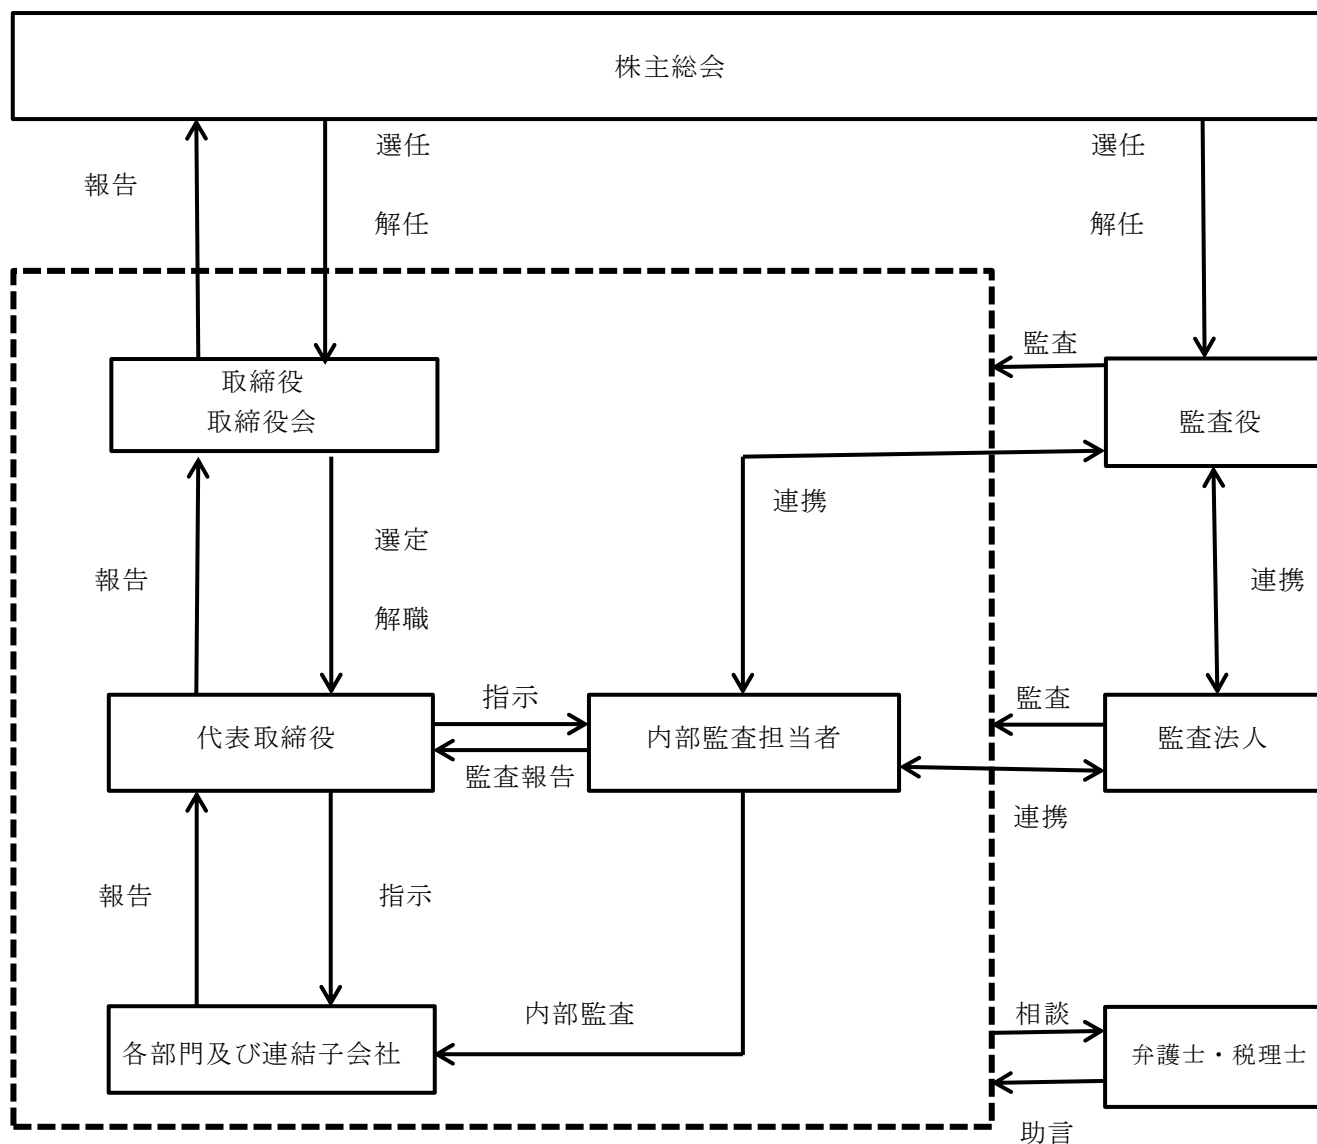 株主総会
選任
選任
報告
解任
解任
監査
取締役
取締役会
監査役
連携
選定
報告
連携
解職
指示
監査
代表取締役
内部監査担当者
監査法人
監査報告
連携
報告
指示
内部監査
相談
各部門及び連結子会社
弁護士・税理士
助言